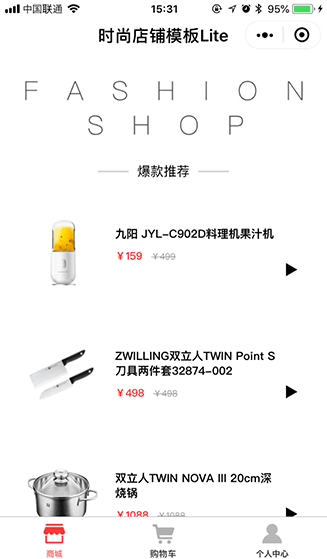 中国联通
15:31
95%
时尚店铺模板Lite
FASHION
SHOP
爆款推荐
九阳 JYL-C902D料理机果汁机
￥159 ￥499
ZWILLING双立人TWIN Point S
刀具两件套32874-002
￥498 ￥498
双立人TWIN NOVA III 20cm深
烧锅
￥1088 ￥1088
商城
购物车
个人中心